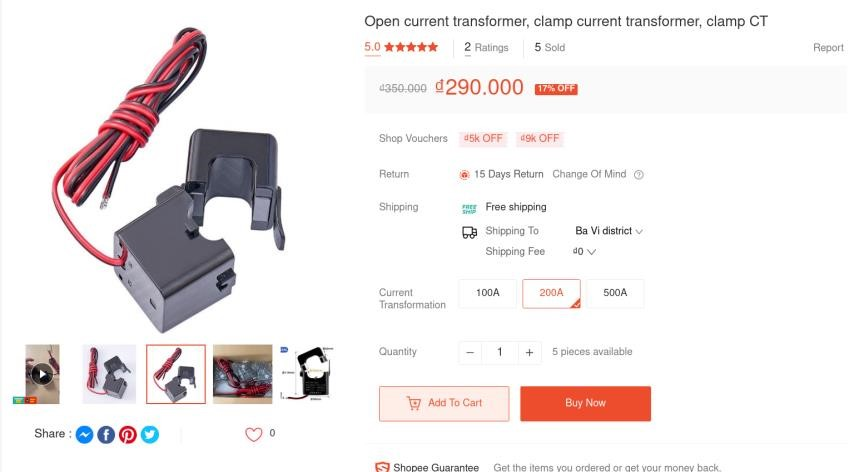 Open current transformer, clamp current transformer, clamp CT
5.0 2 Ratings 5 Sold Report
₫350.000 ₫290.000 17% OFF
Shop Vouchers ₫5k OFF ₫9k OFF
Return 15 Days Return Change Of Mind
Shipping FREE SHIP Free shipping
Shipping To Ba Vi district
Shipping Fee ₫0
Current Transformation 100A 200A 500A
Quantity 1 5 pieces available
Add To Cart Buy Now
Share : 0
Shopee Guarantee Get the items you ordered or get your money back.